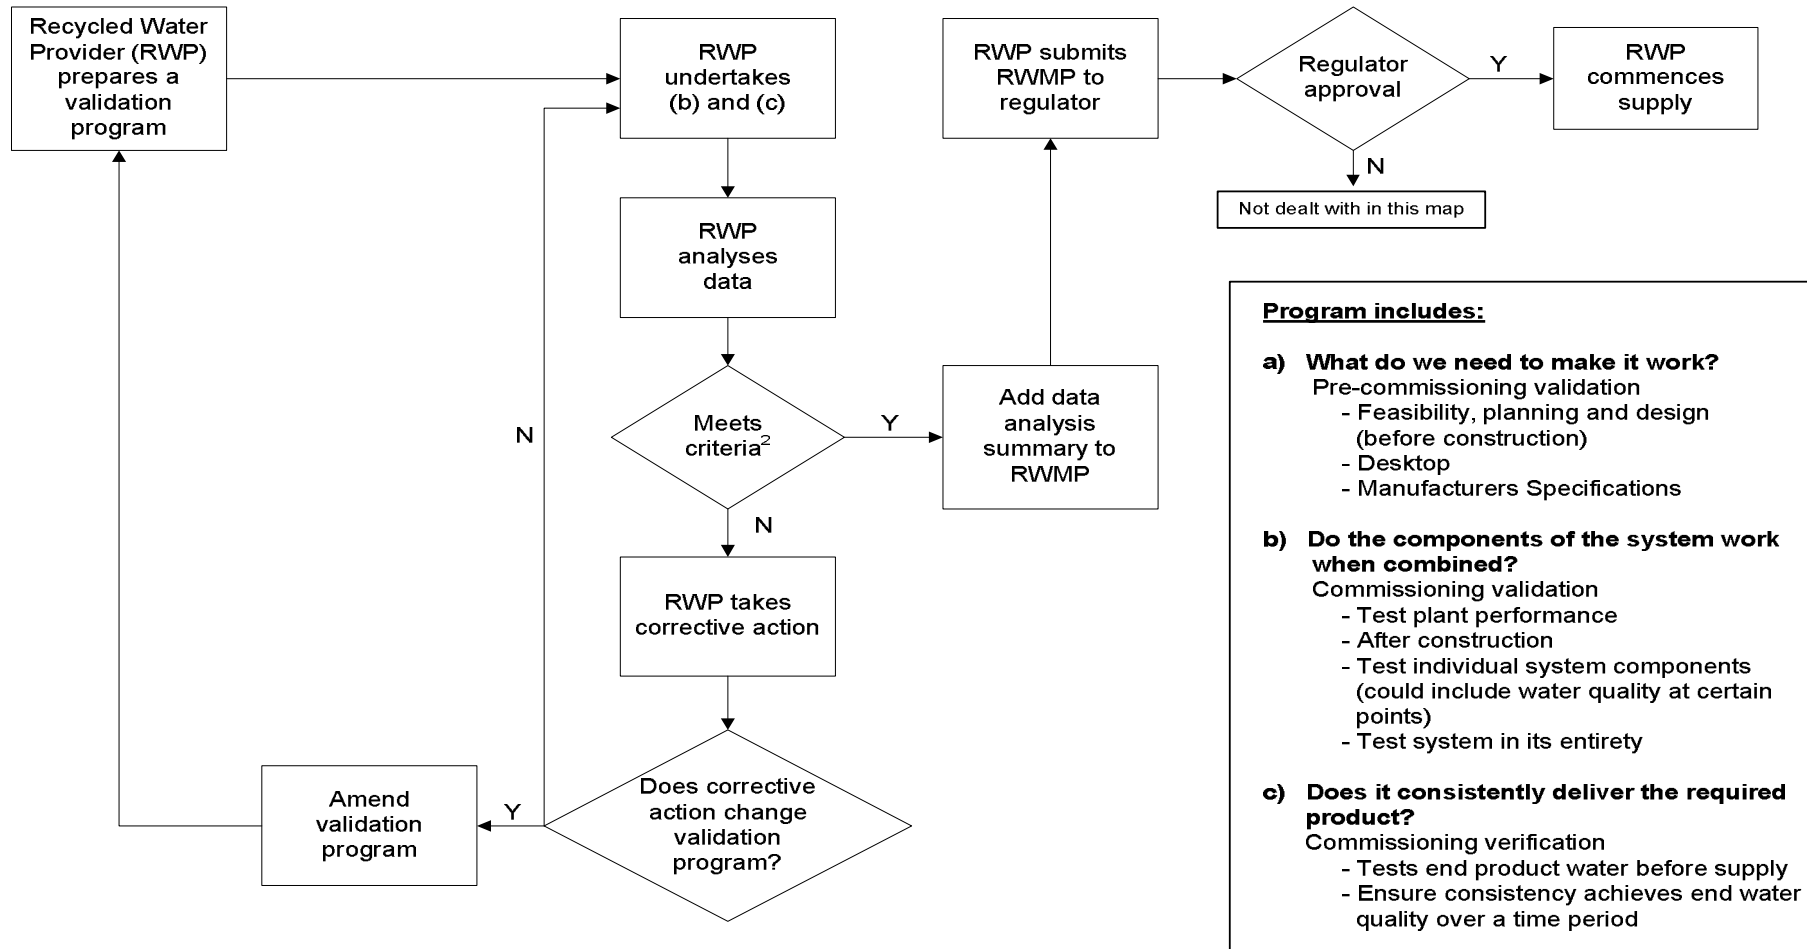 Recycled Water
Provider (RWP)
prepares a
validation
program
RWP
undertakes
(b) and (c)
RWP submits
RWMP to
regulator
Regulator
approval
Y
RWP
commences
supply
N
Not dealt with in this map
RWP
analyses
data
Meets
criteria2
Y
Add data
analysis
summary to
RWMP
N
N
RWP takes
corrective action
Does corrective
action change
validation
program?
Y
Amend
validation
program
Program includes:
a) What do we need to make it work?
Pre-commissioning validation
- Feasibility, planning and design
(before construction)
- Desktop
- Manufacturers Specifications
b) Do the components of the system work
when combined?
Commissioning validation
- Test plant performance
- After construction
- Test individual system components
(could include water quality at certain
points)
- Test system in its entirety
c) Does it consistently deliver the required
product?
Commissioning verification
- Tests end product water before supply
- Ensure consistency achieves end water
quality over a time period